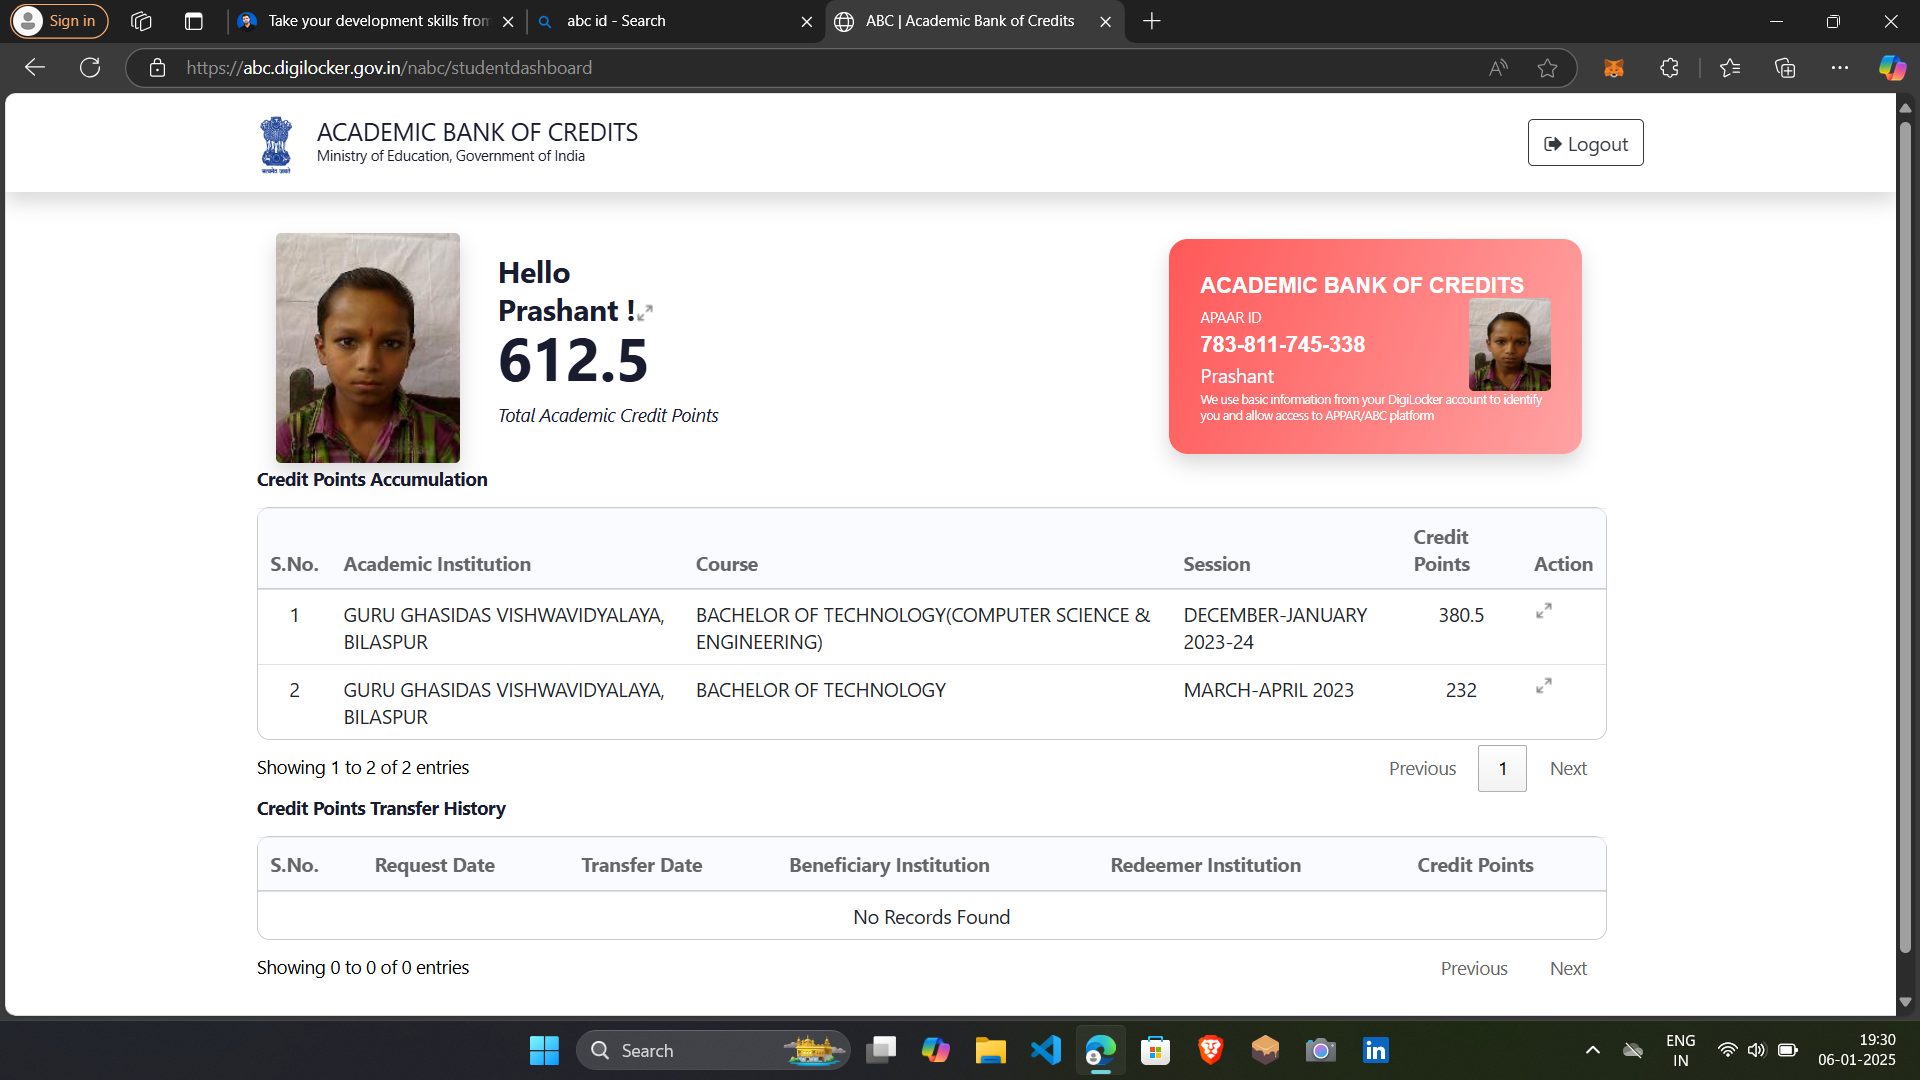 Sign in
Take your development skills from
abc id - Search
ABC | Academic Bank of Credits
https://abc.digilocker.gov.in/nabc/studentdashboard
ACADEMIC BANK OF CREDITS
Ministry of Education, Government of India
सत्यमेव जयते
Logout
Hello
Prashant !
612.5
Total Academic Credit Points
ACADEMIC BANK OF CREDITS
APAAR ID
783-811-745-338
Prashant
We use basic information from your DigiLocker account to identify
you and allow access to APPAR/ABC platform
Credit Points Accumulation
S.No. Academic Institution Course Session Credit Points Action
1 GURU GHASIDAS VISHWAVIDYALAYA, BACHELOR OF TECHNOLOGY(COMPUTER SCIENCE & DECEMBER-JANUARY 380.5
BILASPUR ENGINEERING) 2023-24
2 GURU GHASIDAS VISHWAVIDYALAYA, BACHELOR OF TECHNOLOGY MARCH-APRIL 2023 232
BILASPUR
Showing 1 to 2 of 2 entries
Previous 1 Next
Credit Points Transfer History
S.No. Request Date Transfer Date Beneficiary Institution Redeemer Institution Credit Points
No Records Found
Showing 0 to 0 of 0 entries
Previous Next
Search
ENG
IN
19:30
06-01-2025